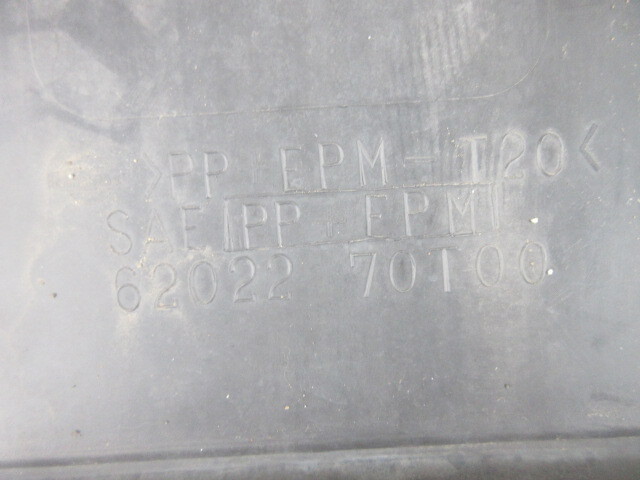 >PP EPM-T20<
SAE PP . EPM
62022 70T00